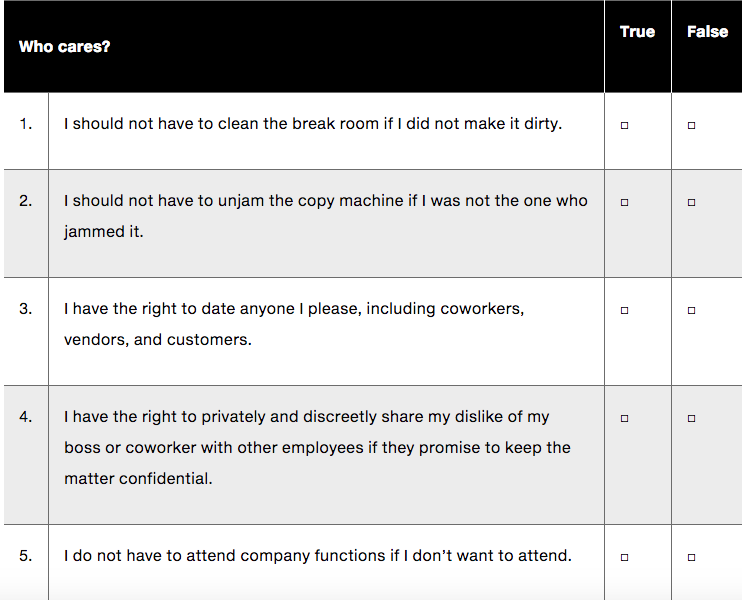 Who cares? True False
1. I should not have to clean the break room if I did not make it dirty. □ □
2. I should not have to unjam the copy machine if I was not the one who □ □
jammed it.
3. I have the right to date anyone I please, including coworkers, □ □
vendors, and customers.
4. I have the right to privately and discreetly share my dislike of my □ □
boss or coworker with other employees if they promise to keep the
matter confidential.
5. I do not have to attend company functions if I don’t want to attend. □ □